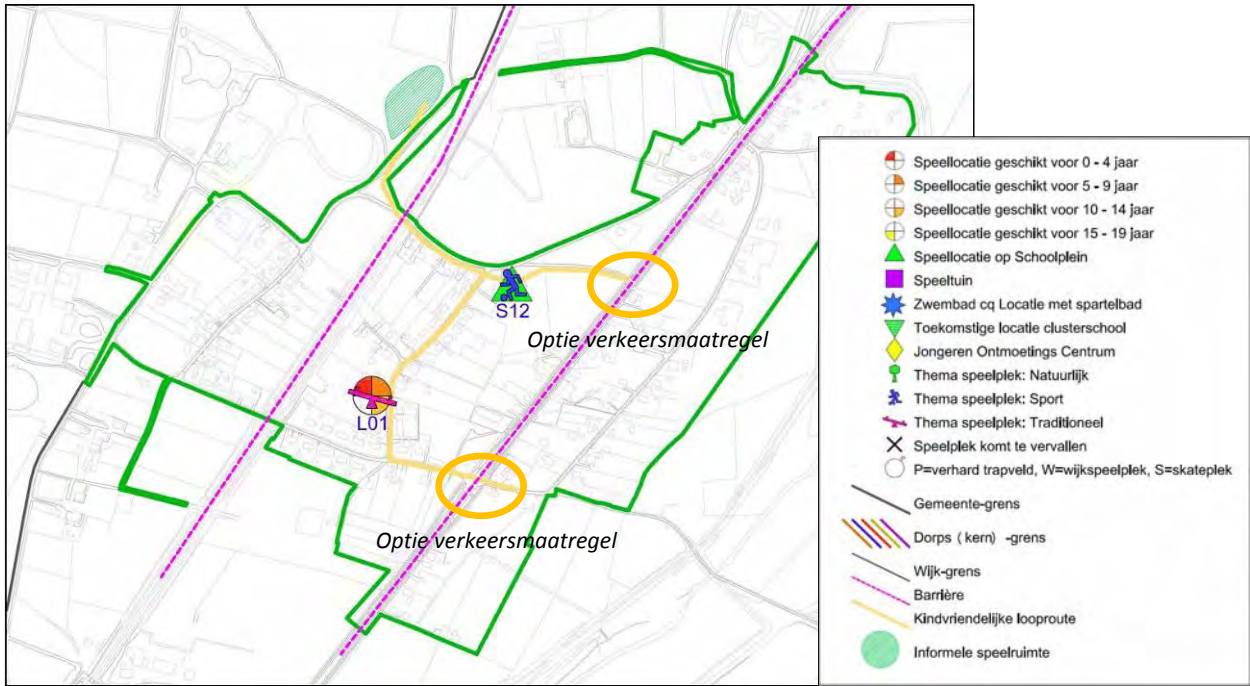 S12
Optie verkeersmaatregel
L01
Optie verkeersmaatregel
Speellocatie geschikt voor 0 - 4 jaar
Speellocatie geschikt voor 5 - 9 jaar
Speellocatie geschikt voor 10 - 14 jaar
Speellocatie geschikt voor 15 - 19 jaar
Speellocatie op Schoolplein
Speeltuin
Zwembad cq Locatie met spartelbad
Toekomstige locatie clusterschool
Jongeren Ontmoetings Centrum
Thema speelplek: Natuurlijk
Thema speelplek: Sport
Thema speelplek: Traditioneel
Speelplek komt te vervallen
P=verhard trapveld, W=wijkspeelplek, S=skateplek
Gemeente-grens
Dorps (kern) -grens
Wijk-grens
Barrière
Kindvriendelijke looproute
Informele speelruimte